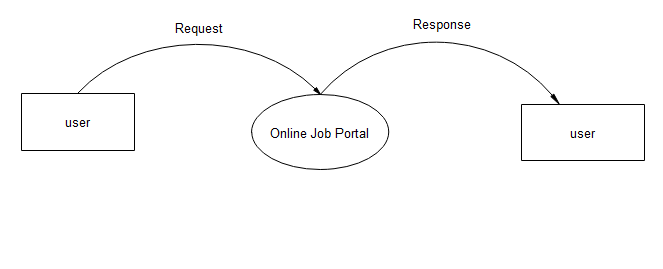 Request
Response
user
Online Job Portal
user